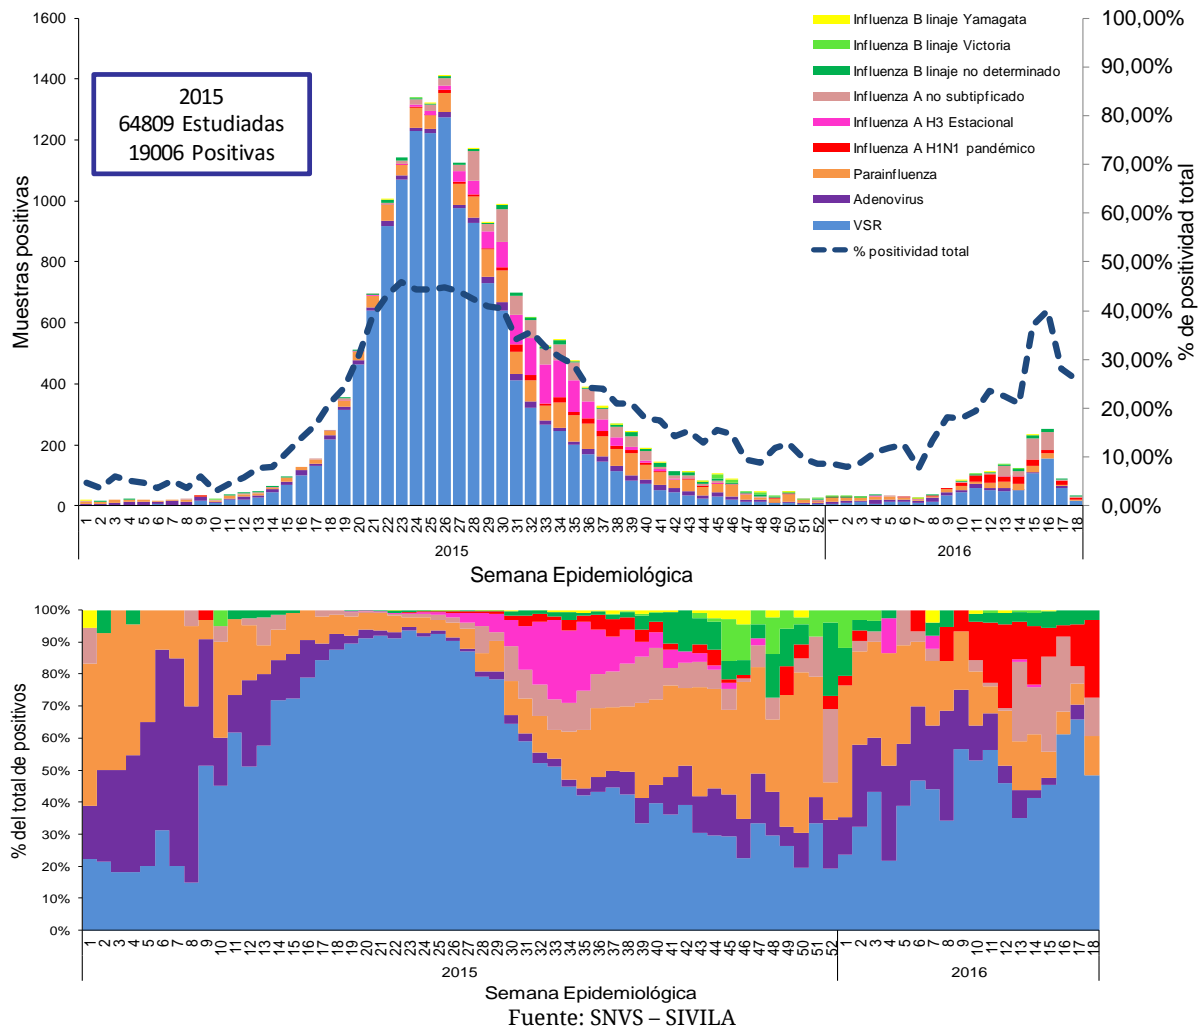 1600
1400
1200
1000
800
600
400
200
0
Muestras positivas
2015
64809 Estudiadas
19006 Positivas
Influenza B linaje Yamagata
Influenza B linaje Victoria
Influenza B linaje no determinado
Influenza A no subtipficado
Influenza A H3 Estacional
Influenza A H1N1 pandémico
Parainfluenza
Adenovirus
VSR
% positividad total
100,00%
90,00%
80,00%
70,00%
60,00%
50,00%
40,00%
30,00%
20,00%
10,00%
0,00%
% de positividad total
1 2 3 4 5 6 7 8 9 10 11 12 13 14 15 16 17 18 19 20 21 22 23 24 25 26 27 28 29 30 31 32 33 34 35 36 37 38 39 40 41 42 43 44 45 46 47 48 49 50 51 52 1 2 3 4 5 6 7 8 9 10 11 12 13 14 15 16 17 18
2015 2016
Semana Epidemiológica
100%
90%
80%
70%
60%
50%
40%
30%
20%
10%
0%
% del total de positivos
1 2 3 4 5 6 7 8 9 10 11 12 13 14 15 16 17 18 19 20 21 22 23 24 25 26 27 28 29 30 31 32 33 34 35 36 37 38 39 40 41 42 43 44 45 46 47 48 49 50 51 52 1 2 3 4 5 6 7 8 9 10 11 12 13 14 15 16 17 18
2015 2016
Semana Epidemiológica
Fuente: SNVS – SIVILA